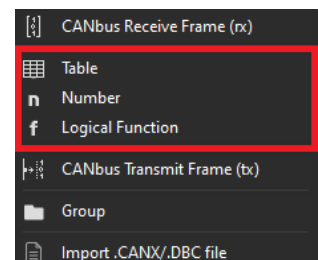 CANbus Receive Frame (rx)
Table
n Number
f Logical Function
CANbus Transmit Frame (tx)
Group
Import .CANX/.DBC file